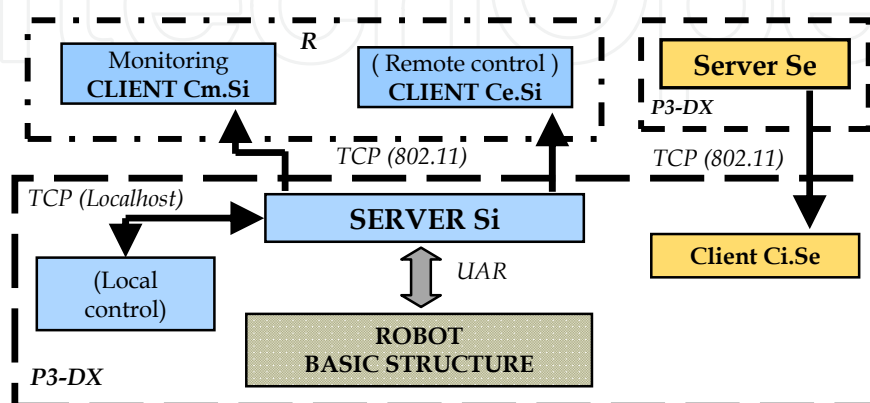 R
Monitoring
CLIENT Cm.Si
( Remote control )
CLIENT Ce.Si
Server Se
P3-DX
TCP (802.11)
TCP (802.11)
TCP (Localhost)
SERVER Si
(Local
control)
UAR
Client Ci.Se
ROBOT
BASIC STRUCTURE
P3-DX